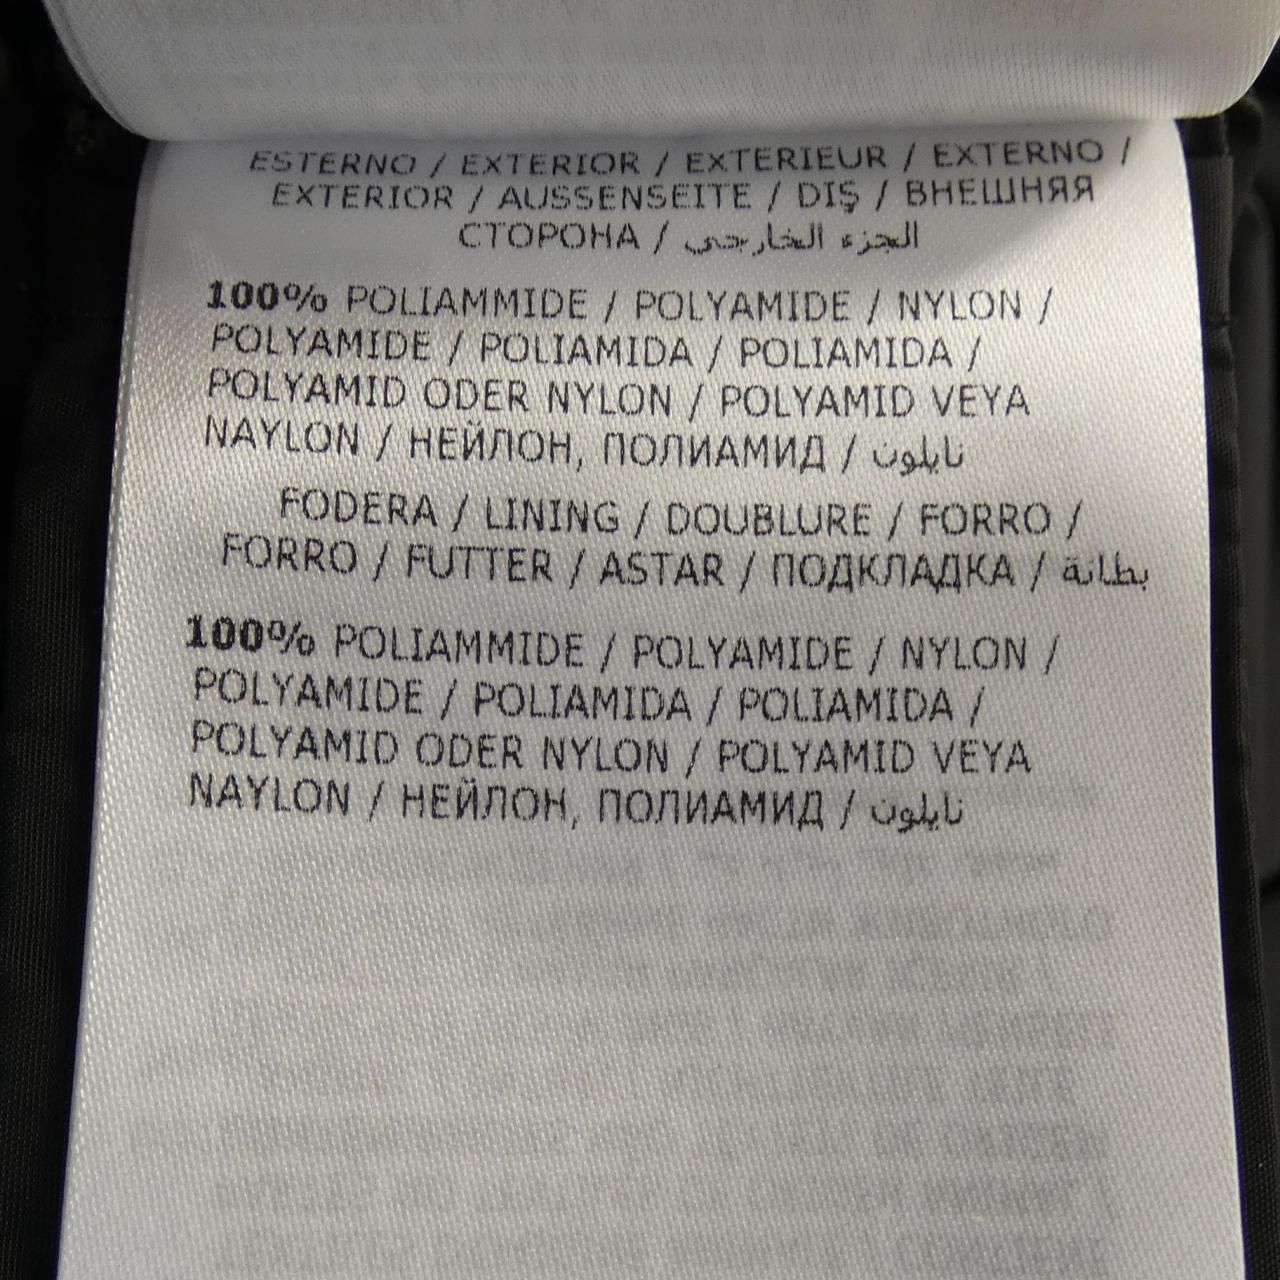 ESTERNO / EXTERIOR / EXTERIEUR / EXTERNO /
EXTERIOR / AUSSENSEITE / DIŞ / ВНЕШНЯЯ
СТОРОНА / الجزء الخارجي
100% POLIAMMIDE / POLYAMIDE / NYLON /
POLYAMIDE / POLIAMIDA / POLIAMIDA /
POLYAMID ODER NYLON / POLYAMID VEYA
NAYLON / НЕЙЛОН, ПОЛИАМИД / نايلون
FODERA / LINING / DOUBLURE / FORRO /
FORRO / FUTTER / ASTAR / ПОДКЛАДКА / بطانة
100% POLIAMMIDE / POLYAMIDE / NYLON /
POLYAMIDE / POLIAMIDA / POLIAMIDA /
POLYAMID ODER NYLON / POLYAMID VEYA
NAYLON / НЕЙЛОН, ПОЛИАМИД / نايلون